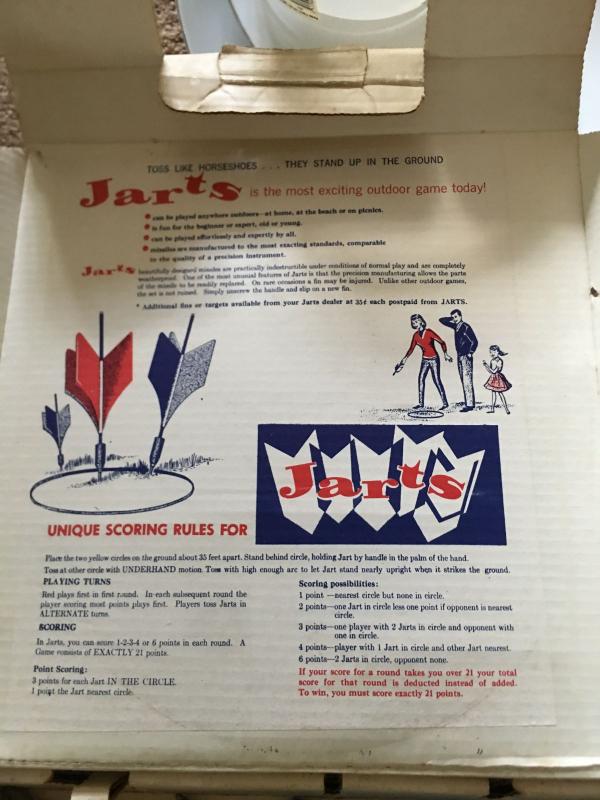 TOSS LIKE HORSESHOES . . . THEY STAND UP IN THE GROUND
Jarts is the most exciting outdoor game today!
• can be played anywhere outdoors—at home, at the beach or on picnics.
• is fun for the beginner or expert, old or young.
• can be played effortlessly and expertly by all.
• missiles are manufactured to the most exacting standards, comparable
to the quality of a precision instrument.
Jarts beautifully designed missiles are practically indestructible under conditions of normal play and are completely
weatherproof. One of the most unusual features of Jarts is that the precision manufacturing allows the parts
of the missile to be readily replaced. On rare occasions a fin may be injured. Unlike other outdoor games,
the set is not ruined. Simply unscrew the handle and slip on a new fin.
* Additional fins or targets available from your Jarts dealer at 35¢ each postpaid from JARTS.
Jarts
UNIQUE SCORING RULES FOR
Place the two yellow circles on the ground about 35 feet apart. Stand behind circle, holding Jart by handle in the palm of the hand.
Toss at other circle with UNDERHAND motion. Toss with high enough arc to let Jart stand nearly upright when it strikes the ground.
PLAYING TURNS
Red plays first in first round. In each subsequent round the
player scoring most points plays first. Players toss Jarts in
ALTERNATE turns.
SCORING
In Jarts, you can score 1-2-3-4 or 6 points in each round. A
Game consists of EXACTLY 21 points.
Point Scoring:
3 points for each Jart IN THE CIRCLE.
1 point the Jart nearest circle.
Scoring possibilities:
1 point —nearest circle but none in circle.
2 points—one Jart in circle less one point if opponent is nearest
circle.
3 points—one player with 2 Jarts in circle and opponent with
one in circle.
4 points—player with 1 Jart in circle and other Jart nearest.
6 points—2 Jarts in circle, opponent none.
If your score for a round takes you over 21 your total
score for that round is deducted instead of added.
To win, you must score exactly 21 points.